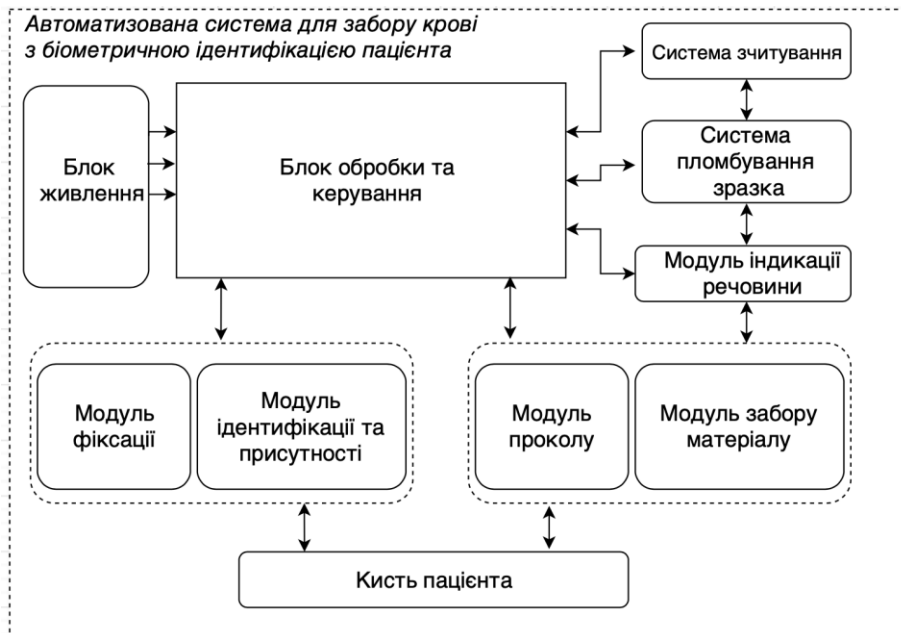 Автоматизована система для забору крові
з біометричною ідентифікацією пацієнта
Блок
живлення
Блок обробки та
керування
Система зчитування
Система
пломбування
зразка
Модуль індикації
речовини
Модуль
фіксації
Модуль
ідентифікації та
присутності
Модуль
проколу
Модуль забору
матеріалу
Кисть пацієнта